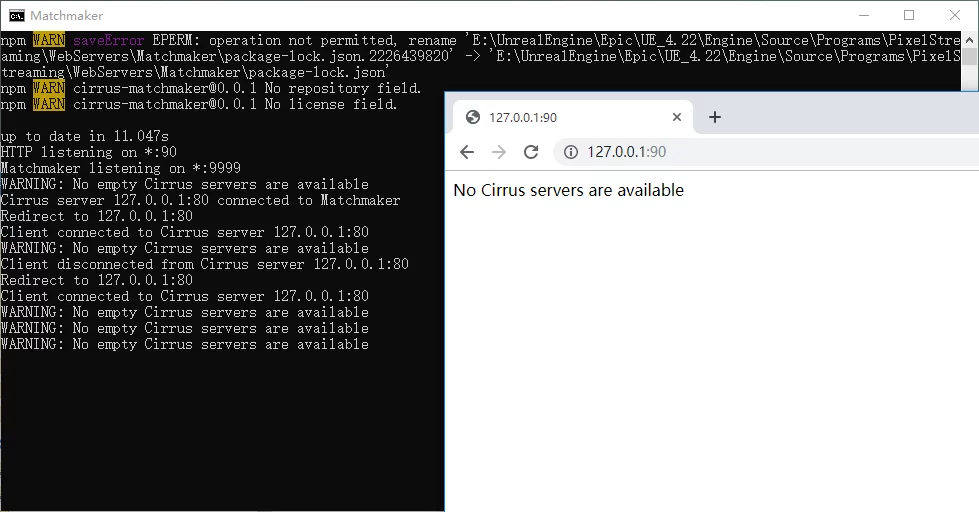 Matchmaker
npm WARN saveError EPERM: operation not permitted, rename 'E:\UnrealEngine\Epic\UE_4.22\Engine\Source\Programs\PixelStre
aming\WebServers\Matchmaker\package-lock.json.2226439820' -> 'E:\UnrealEngine\Epic\UE_4.22\Engine\Source\Programs\PixelS
treaming\WebServers\Matchmaker\package-lock.json'
npm WARN cirrus-matchmaker@0.0.1 No repository field.
npm WARN cirrus-matchmaker@0.0.1 No license field.
up to date in 11.047s
HTTP listening on *:90
Matchmaker listening on *:9999
WARNING: No empty Cirrus servers are available
Cirrus server 127.0.0.1:80 connected to Matchmaker
Redirect to 127.0.0.1:80
Client connected to Cirrus server 127.0.0.1:80
WARNING: No empty Cirrus servers are available
Client disconnected from Cirrus server 127.0.0.1:80
Redirect to 127.0.0.1:80
Client connected to Cirrus server 127.0.0.1:80
WARNING: No empty Cirrus servers are available
WARNING: No empty Cirrus servers are available
WARNING: No empty Cirrus servers are available
127.0.0.1:90
127.0.0.1:90
No Cirrus servers are available